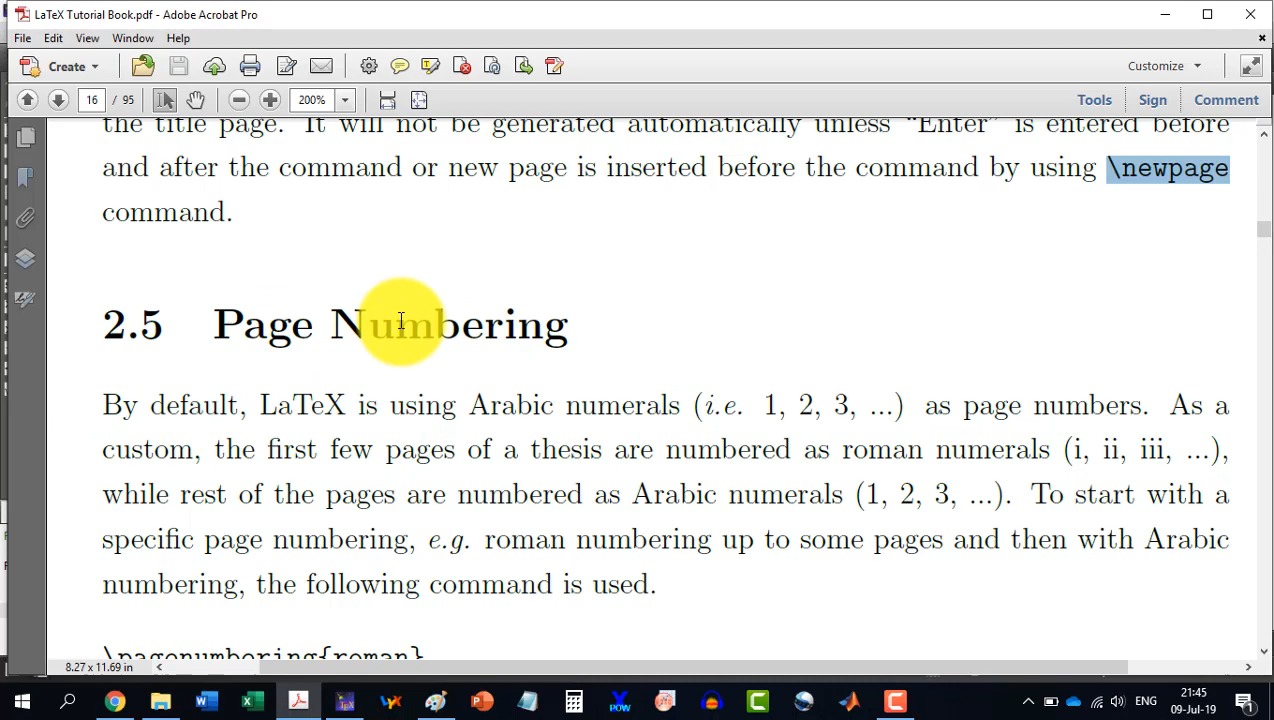 LaTeX Tutorial Book.pdf - Adobe Acrobat Pro
File Edit View Window Help
Create Customize
16 / 95 200% Tools Sign Comment
the title page. It will not be generated automatically unless “Enter” is entered before
and after the command or new page is inserted before the command by using \newpage
command.
2.5 Page Numbering
By default, LaTeX is using Arabic numerals (i.e. 1, 2, 3, ...) as page numbers. As a
custom, the first few pages of a thesis are numbered as roman numerals (i, ii, iii, ...),
while rest of the pages are numbered as Arabic numerals (1, 2, 3, ...). To start with a
specific page numbering, e.g. roman numbering up to some pages and then with Arabic
numbering, the following command is used.
\pagenumbering{roman}
8.27 x 11.69 in
ENG
21:45
09-Jul-19
POW
1